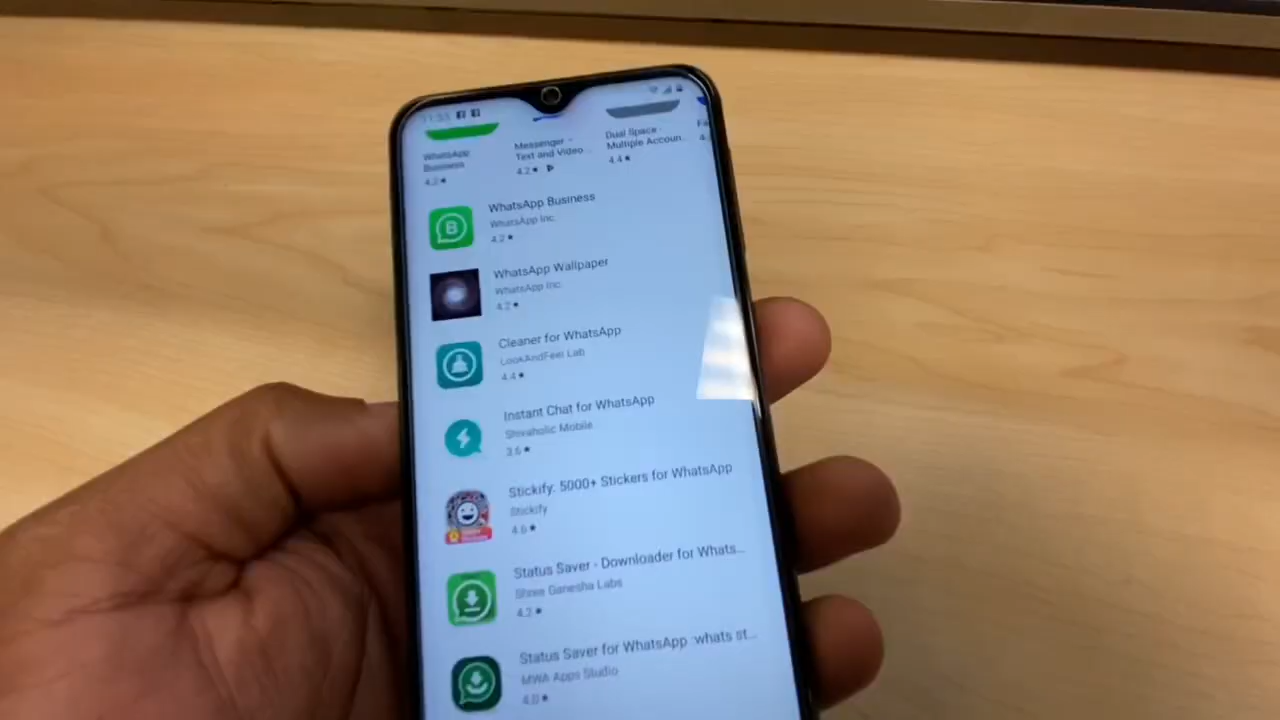 11:53
WhatsApp
Business
4.2★
Messenger –
Text and Video...
4.2★
Dual Space -
Multiple Accoun...
4.4★
4.
WhatsApp Business
WhatsApp Inc.
4.2★
WhatsApp Wallpaper
WhatsApp Inc.
4.2★
Cleaner for WhatsApp
LookAndFeel Lab
4.4★
Instant Chat for WhatsApp
Shivaholic Mobile
3.6★
Stickify: 5000+ Stickers for WhatsApp
Stickify
4.6★
Status Saver - Downloader for Whats...
Shree Ganesha Labs
4.2★
Status Saver for WhatsApp :whats st...
MWA Apps Studio
4.0★